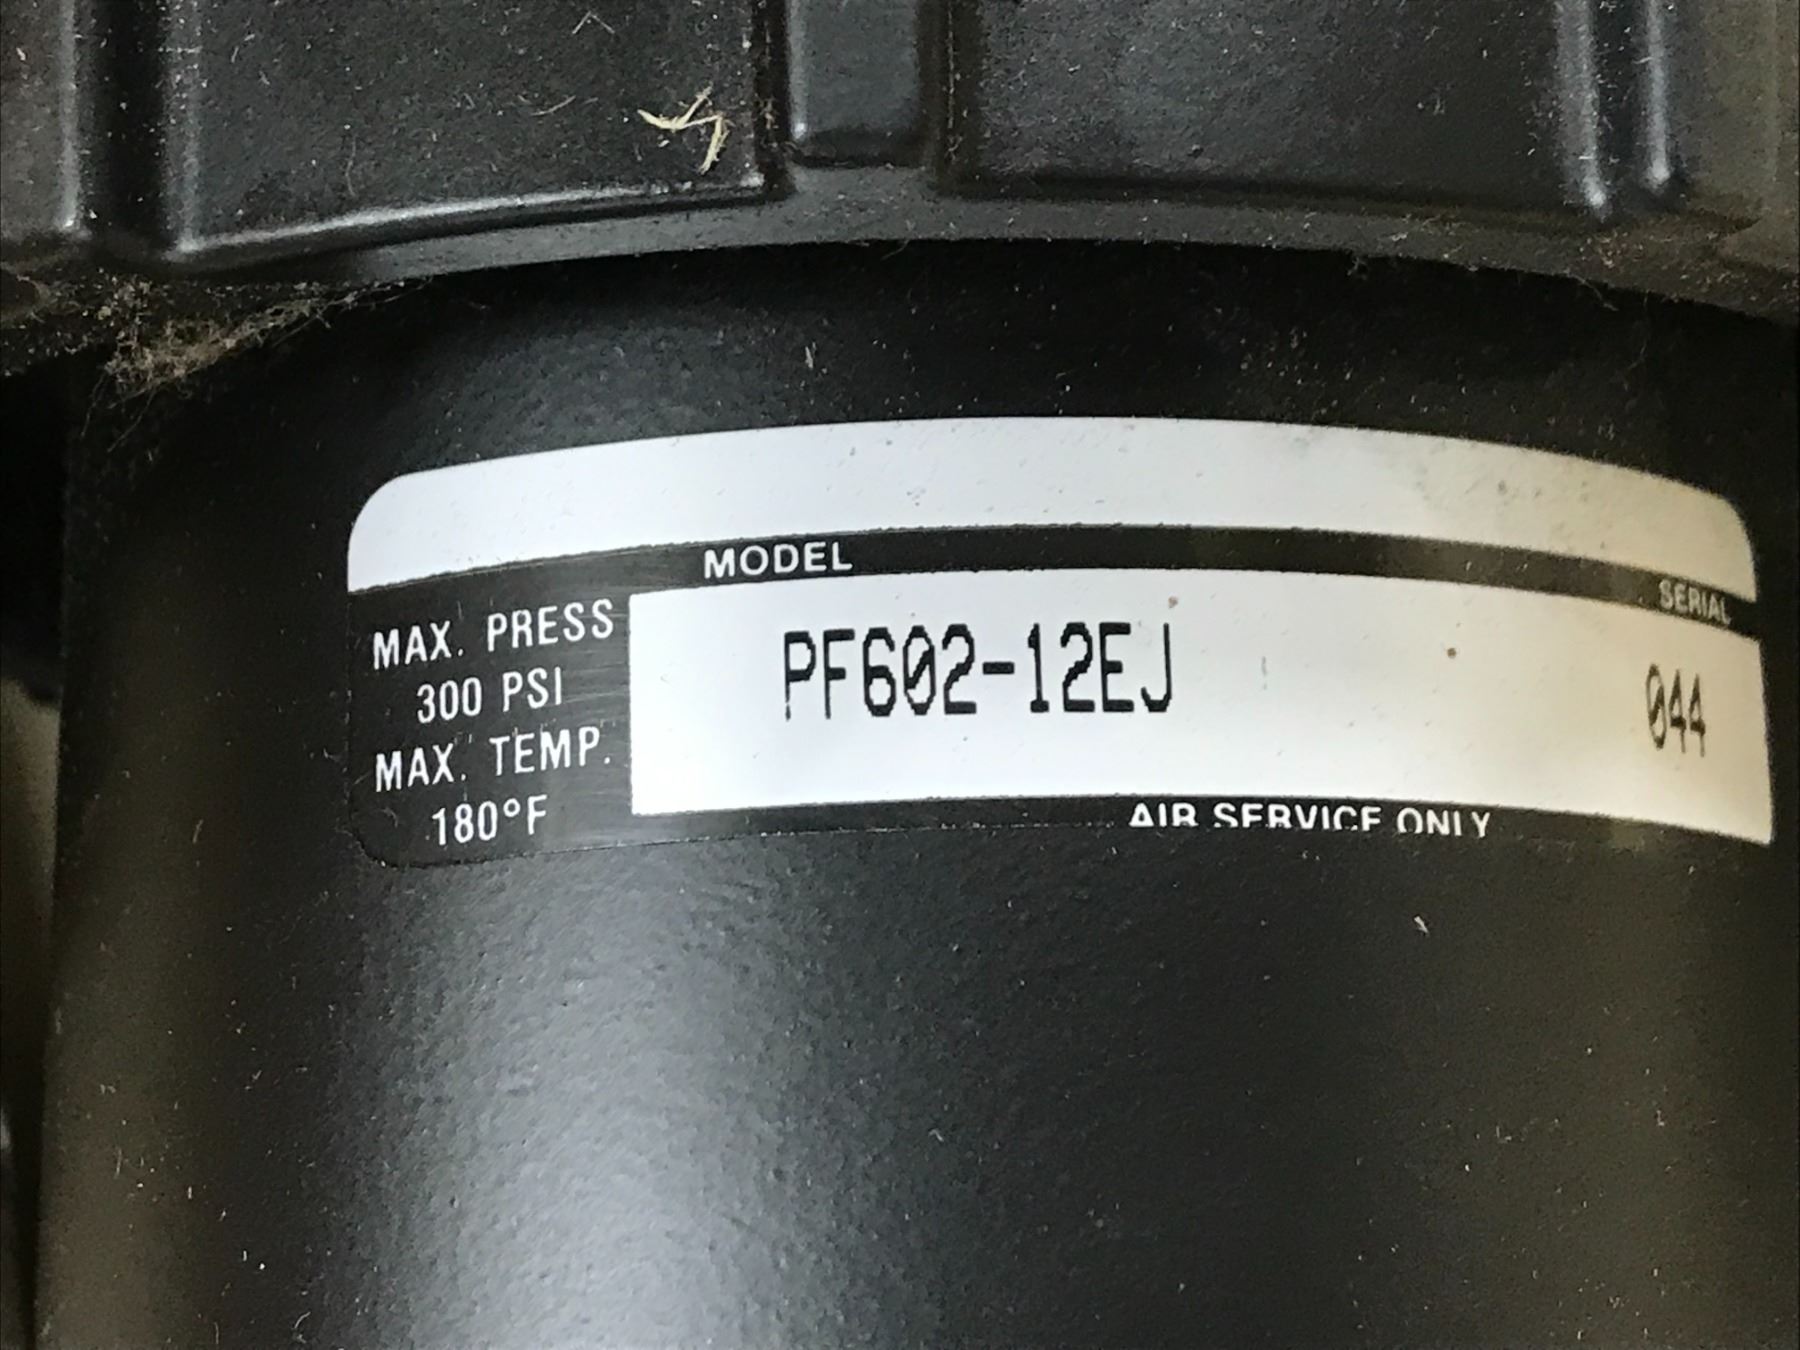 MODEL
SERIAL
MAX. PRESS
300 PSI
MAX. TEMP.
180°F
PF602-12EJ
044
AIR SERVICE ONLY